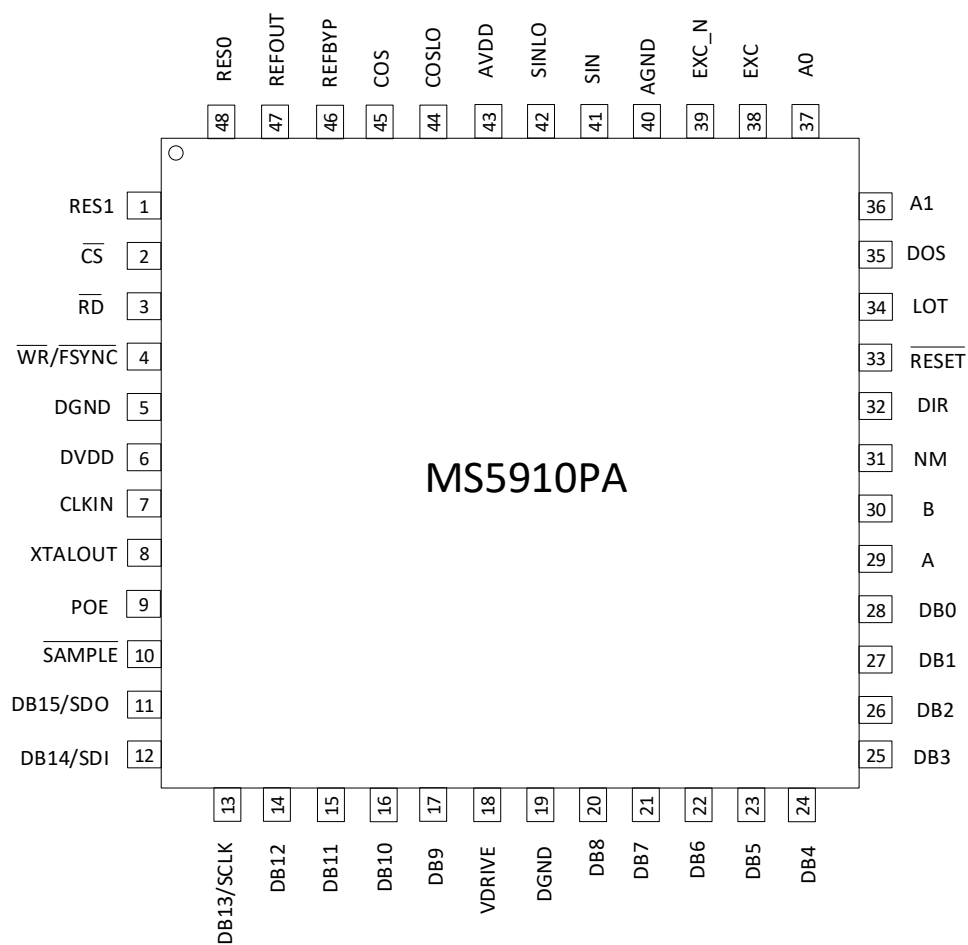 RES0
REFOUT
REFBYP
COS
COSLO
AVDD
SINLO
SIN
AGND
EXC_N
EXC
A0
48
47
46
45
44
43
42
41
40
39
38
37
RES1 1
CS 2
RD 3
WR/FSYNC 4
DGND 5
DVDD 6
CLKIN 7
XTALOUT 8
POE 9
SAMPLE 10
DB15/SDO 11
DB14/SDI 12
MS5910PA
36 A1
35 DOS
34 LOT
33 RESET
32 DIR
31 NM
30 B
29 A
28 DB0
27 DB1
26 DB2
25 DB3
13
14
15
16
17
18
19
20
21
22
23
24
DB13/SCLK
DB12
DB11
DB10
DB9
VDRIVE
DGND
DB8
DB7
DB6
DB5
DB4